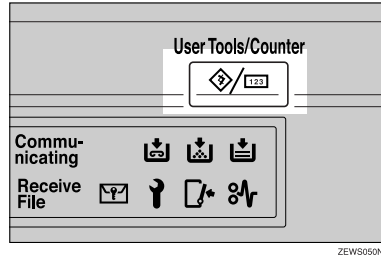 User Tools/Counter
123
Commu-
nicating
Receive
File
ZEWS050N